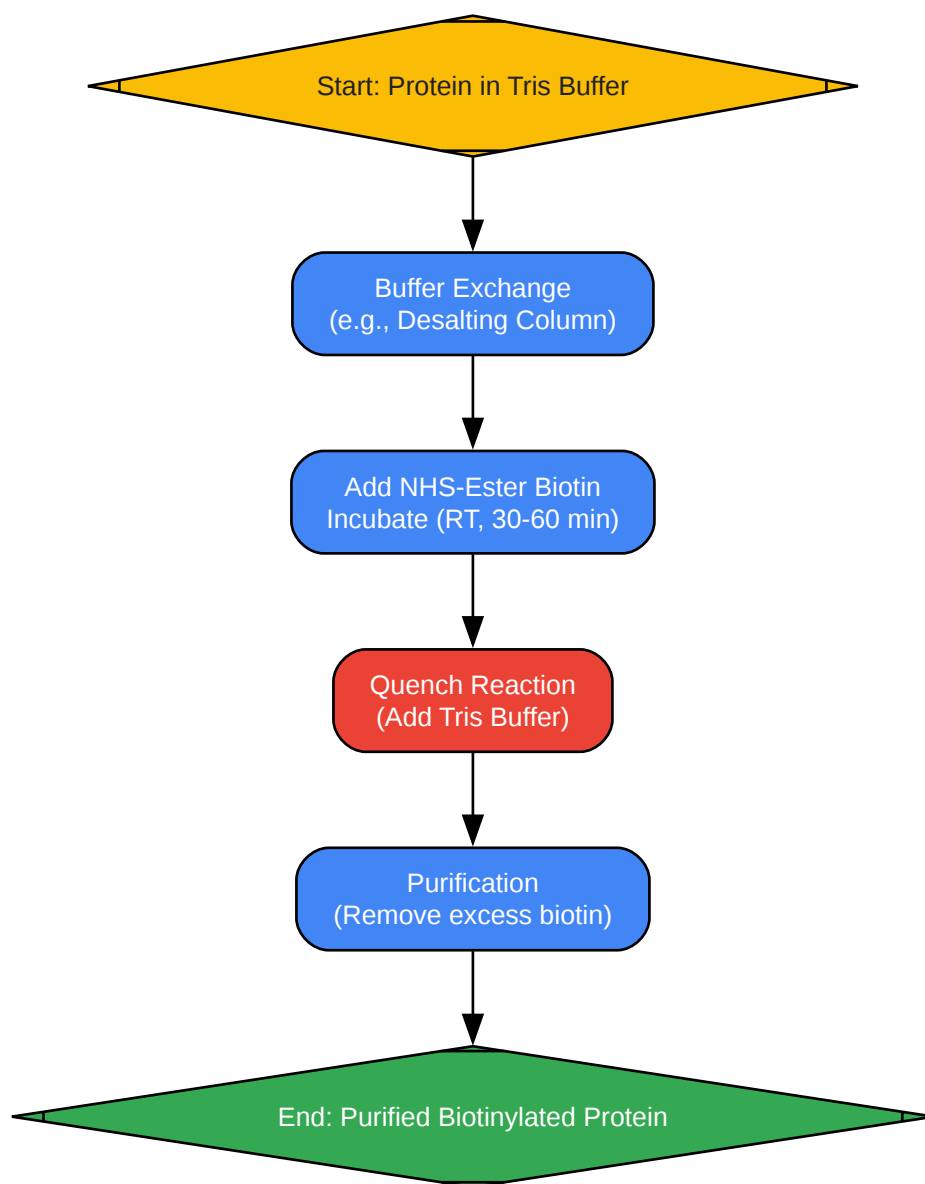 Start: Protein in Tris Buffer
Buffer Exchange
(e.g., Desalting Column)
Add NHS-Ester Biotin
Incubate (RT, 30-60 min)
Quench Reaction
(Add Tris Buffer)
Purification
(Remove excess biotin)
End: Purified Biotinylated Protein